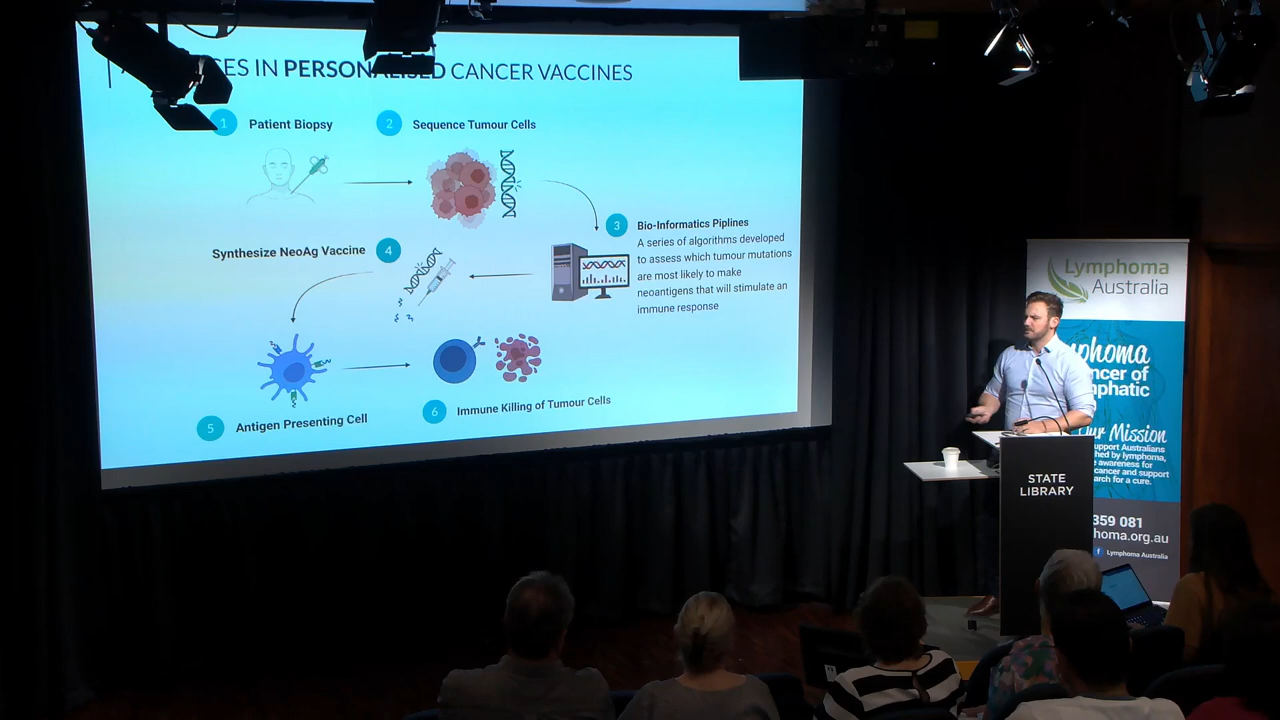 SES IN PERSONALISED CANCER VACCINES
1 Patient Biopsy
2 Sequence Tumour Cells
3 Bio-Informatics Piplines
A series of algorithms developed
to assess which tumour mutations
are most likely to make
neoantigens that will stimulate an
immune response
Synthesize NeoAg Vaccine 4
5 Antigen Presenting Cell
6 Immune Killing of Tumour Cells
Lymphoma
Australia
mphoma
ncer of
mphatic
Our Mission
upport Australians
hed by lymphoma,
e awareness for
cancer and support
arch for a cure.
359 081
homa.org.au
f Lymphoma Australia
STATE
LIBRARY